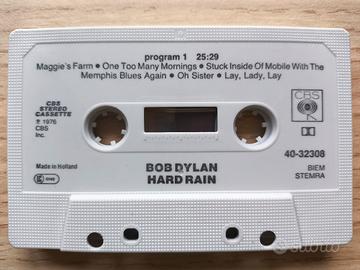 program 1 25:29
Maggie's Farm • One Too Many Mornings • Stuck Inside Of Mobile With The
Memphis Blues Again • Oh Sister • Lay, Lady, Lay
CBS
STEREO
CASSETTE
℗ 1976
CBS
Inc.
CBS
Made in Holland
BOB DYLAN
HARD RAIN
40-32308
BIEM
STEMRA
subito